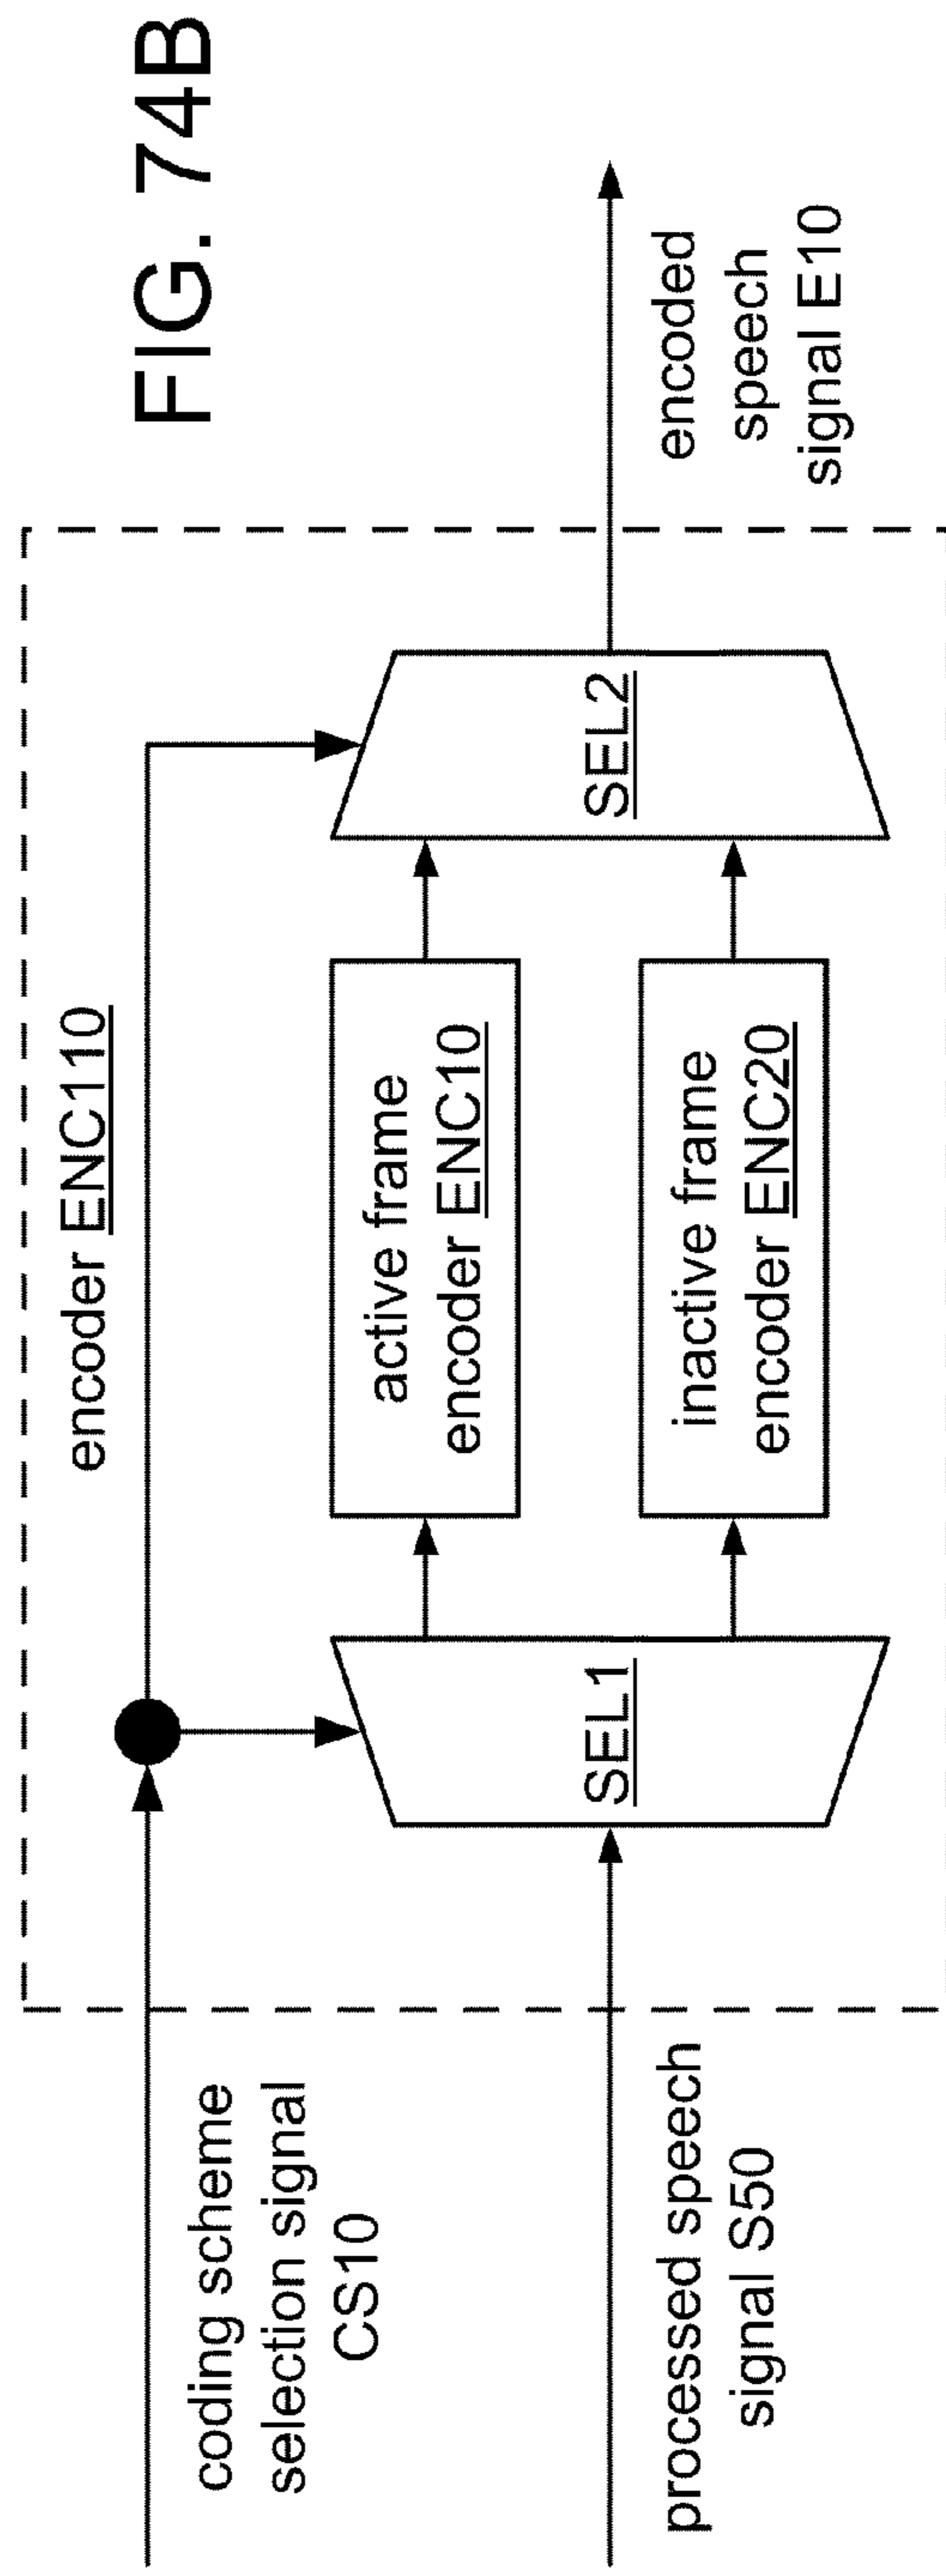 FIG. 74B
encoder ENC110
coding scheme
selection signal
CS10
processed speech
signal S50
SEL1
active frame
encoder ENC10
inactive frame
encoder ENC20
SEL2
encoded
speech
signal E10